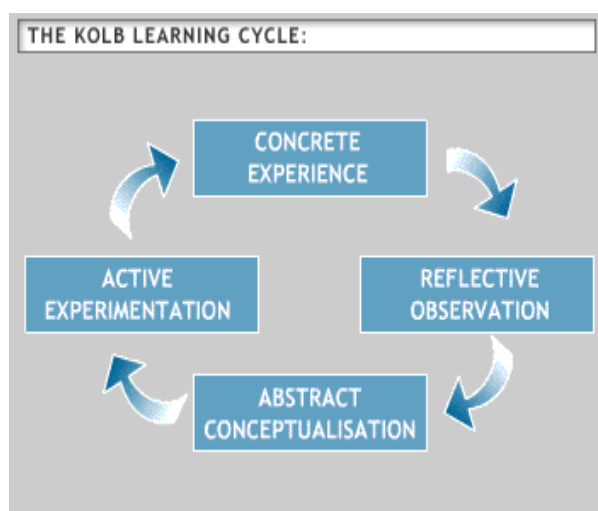 THE KOLB LEARNING CYCLE:
CONCRETE
EXPERIENCE
REFLECTIVE
OBSERVATION
ABSTRACT
CONCEPTUALISATION
ACTIVE
EXPERIMENTATION